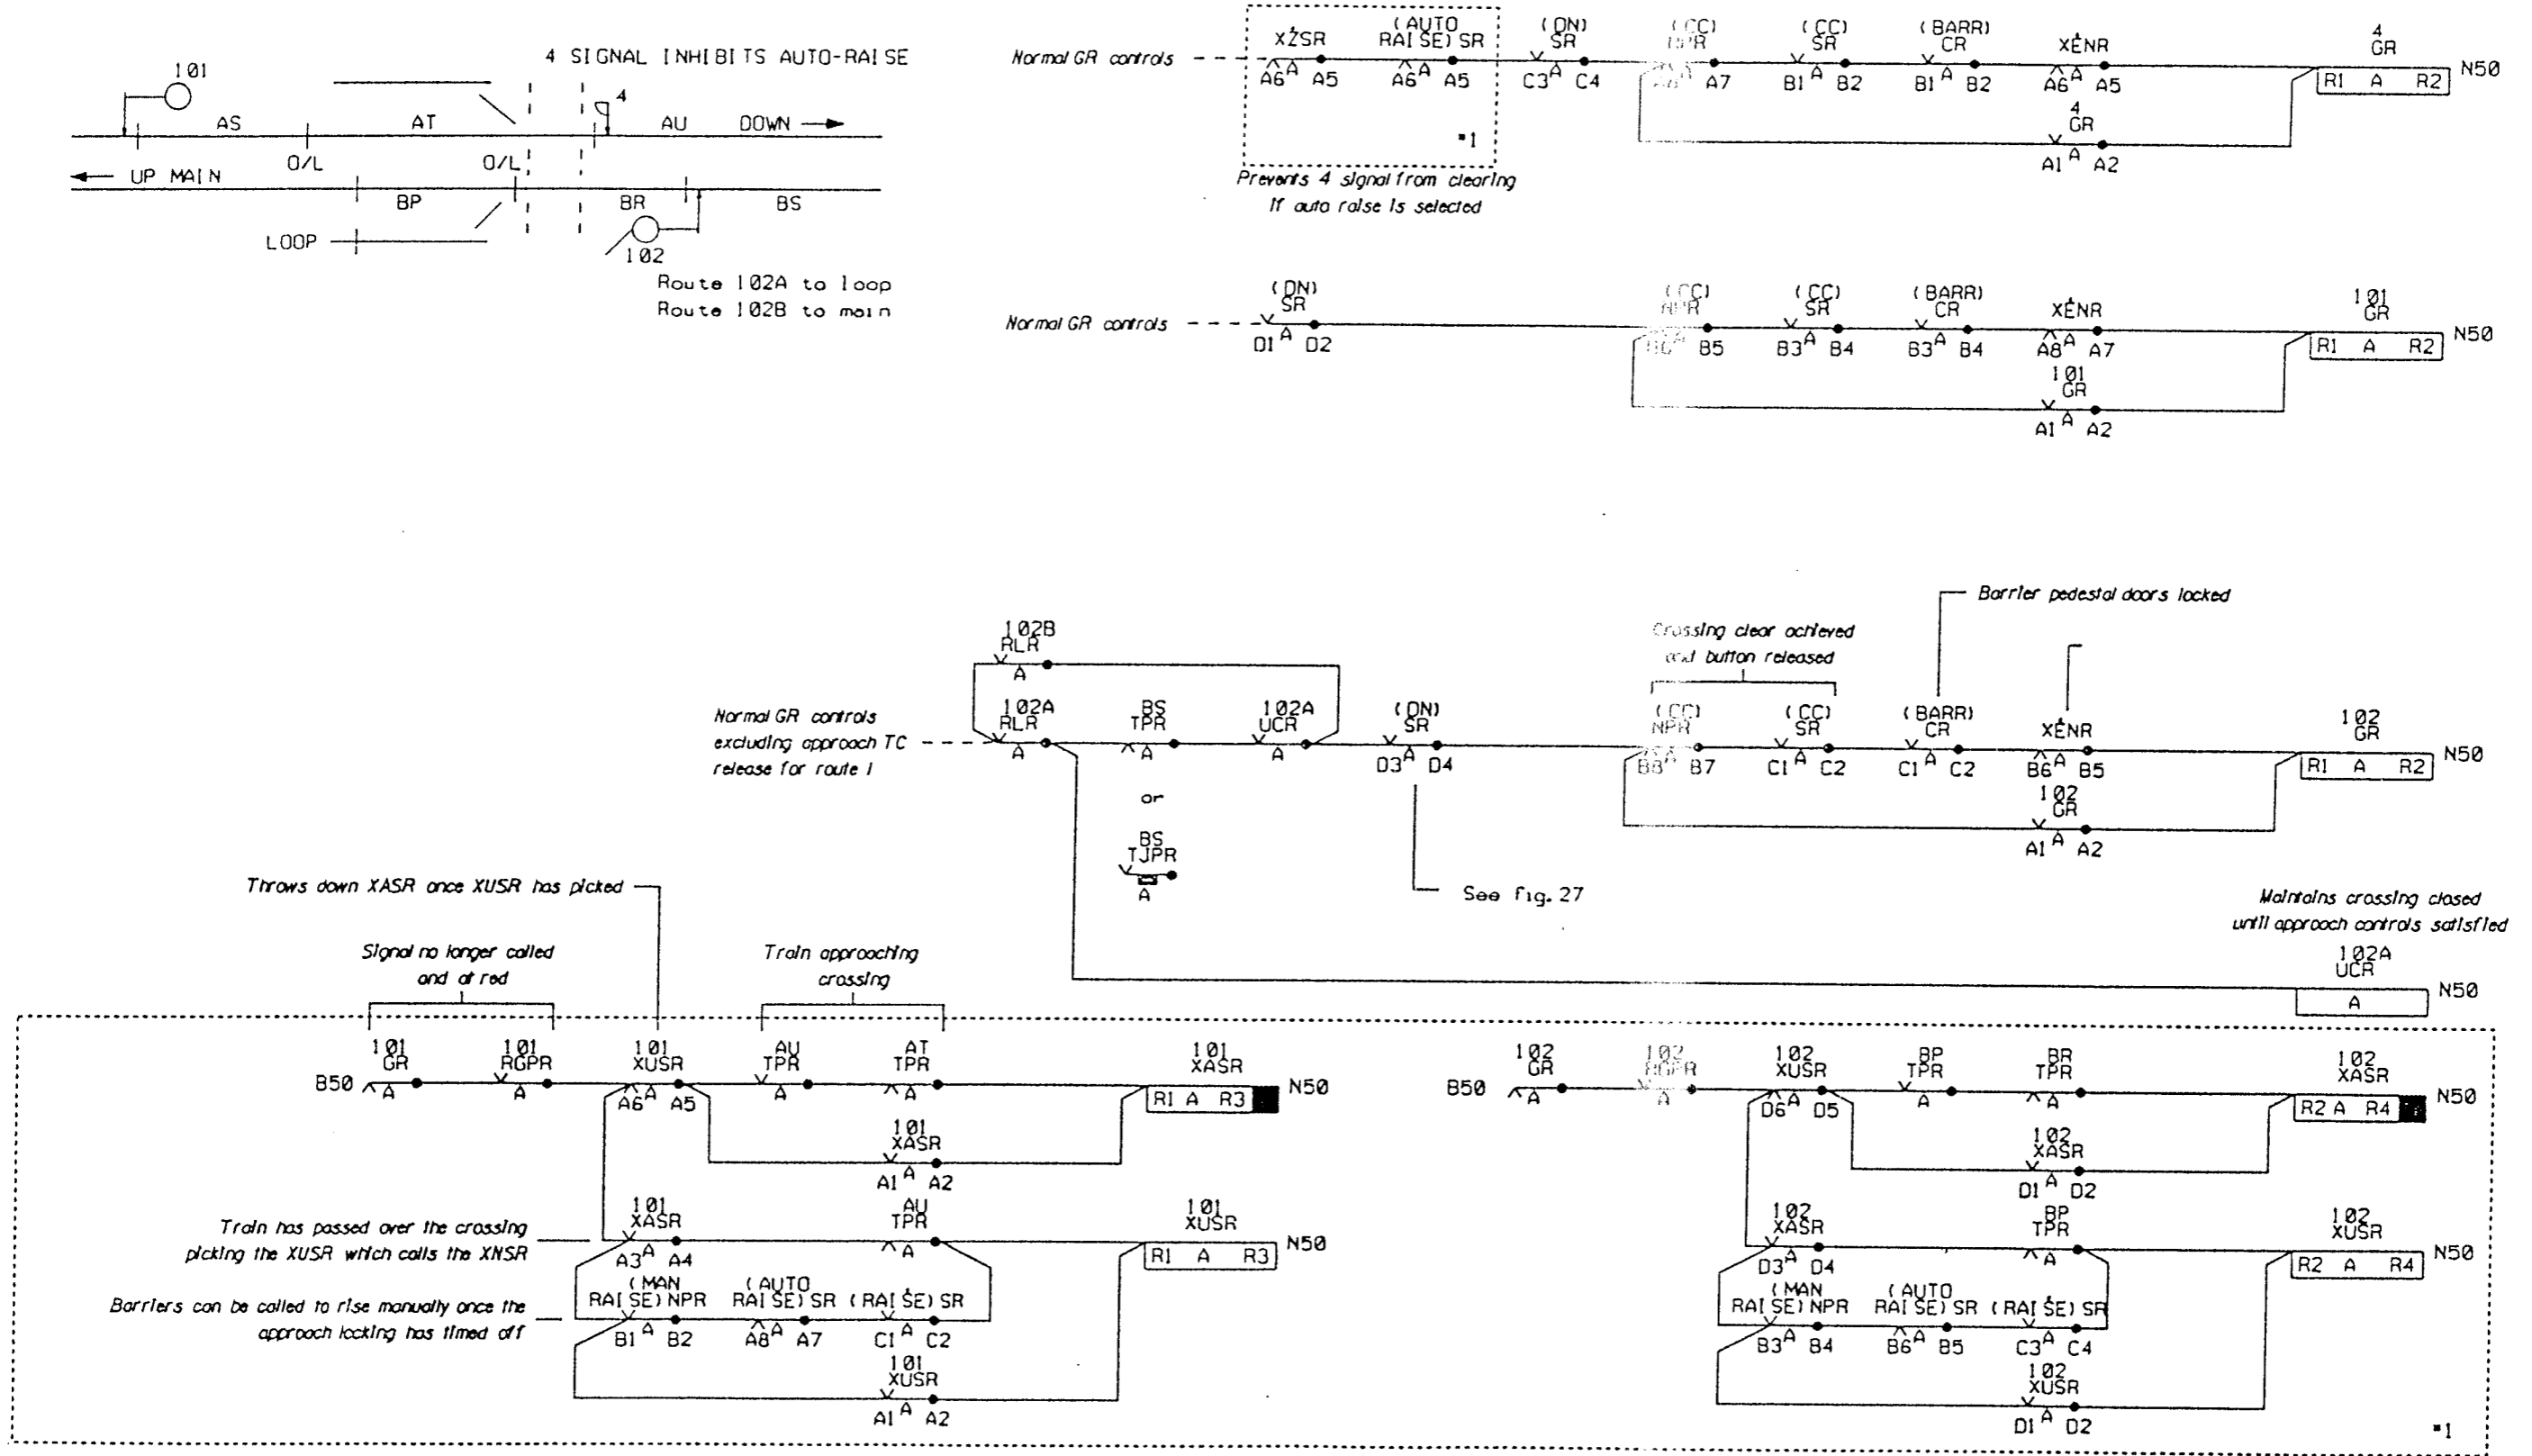 4 SIGNAL INHIBITS AUTO-RAISE
101
4
AS
AT
AU
DOWN
O/L
O/L
UP MAIN
BP
BR
BS
LOOP
102
Route 102A to loop
Route 102B to main
Normal GR controls
XZSR
A6 A A5
(AUTO
RAISE) SR
A6 A A5
(DN)
SR
C3 A C4
(CC)
A7
(CC)
SR
B1 A B2
(BARR)
CR
B1 A B2
XENR
A6 A A5
4
GR
R1 A R2
N50
4
GR
A1 A A2
*1
Prevents 4 signal from clearing
if auto raise is selected
Normal GR controls
(DN)
SR
D1 A D2
(CC)
NPR
B6 A B5
(CC)
SR
B3 A B4
(BARR)
CR
B3 A B4
XENR
A8 A A7
101
GR
R1 A R2
N50
101
GR
A1 A A2
Barrier pedestal doors locked
Crossing clear achieved
and button released
102B
RLR
A
Normal GR controls
excluding approach TC
release for route 1
102A
RLR
A
BS
TPR
A
or
BS
TJPR
A
102A
UCR
A
(DN)
SR
D3 A D4
See fig. 27
(CC)
NPR
B8 A B7
(CC)
SR
C1 A C2
(BARR)
CR
C1 A C2
XENR
B6 A B5
102
GR
R1 A R2
N50
102
GR
A1 A A2
Maintains crossing closed
until approach controls satisfied
102A
UCR
A
N50
Throws down XASR once XUSR has picked
Signal no longer called
and at red
Train approaching
crossing
B50
101
GR
A
101
RGPR
A
101
XUSR
A6 A A5
AU
TPR
A
AT
TPR
A
101
XASR
R1 A R3
N50
101
XASR
A1 A A2
Train has passed over the crossing
picking the XUSR which calls the XNSR
101
XASR
A3 A A4
AU
TPR
A
101
XUSR
R1 A R3
N50
Barriers can be called to rise manually once the
approach locking has timed off
(MAN
RAISE) NPR
B1 A B2
(AUTO
RAISE) SR
A8 A A7
(RAISE) SR
C1 A C2
101
XUSR
A1 A A2
B50
102
GR
A
102
RGPR
A
102
XUSR
D6 A D5
BP
TPR
A
BR
TPR
A
102
XASR
R2 A R4
N50
102
XASR
D1 A D2
102
XASR
D3 A D4
BP
TPR
A
102
XUSR
R2 A R4
N50
(MAN
RAISE) NPR
B3 A B4
(AUTO
RAISE) SR
B6 A B5
(RAISE) SR
C3 A C4
102
XUSR
D1 A D2
*1